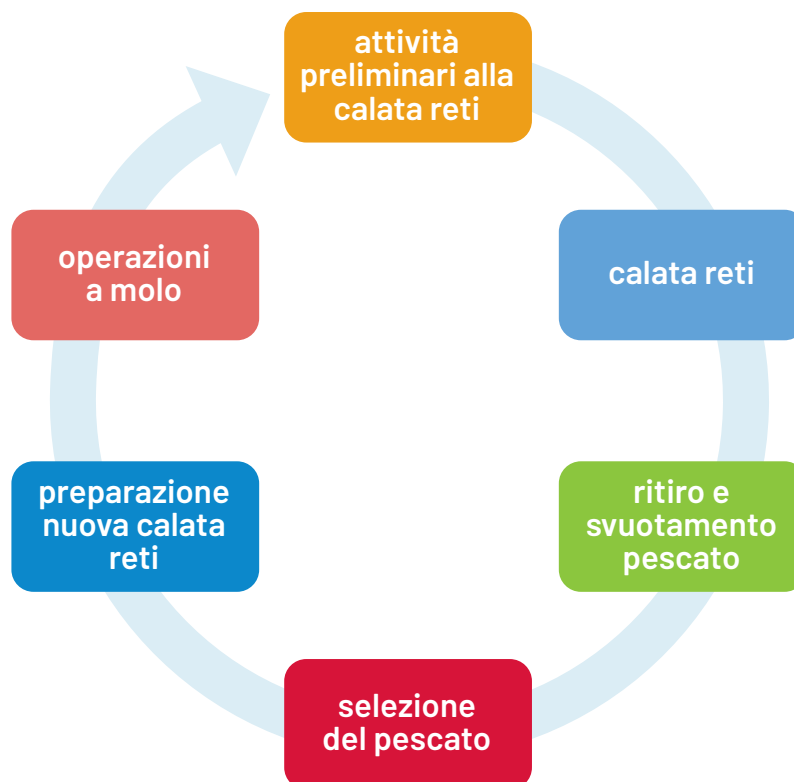 attività
preliminari alla
calata reti
calata reti
ritiro e
svuotamento
pescato
selezione
del pescato
preparazione
nuova calata
reti
operazioni
a molo